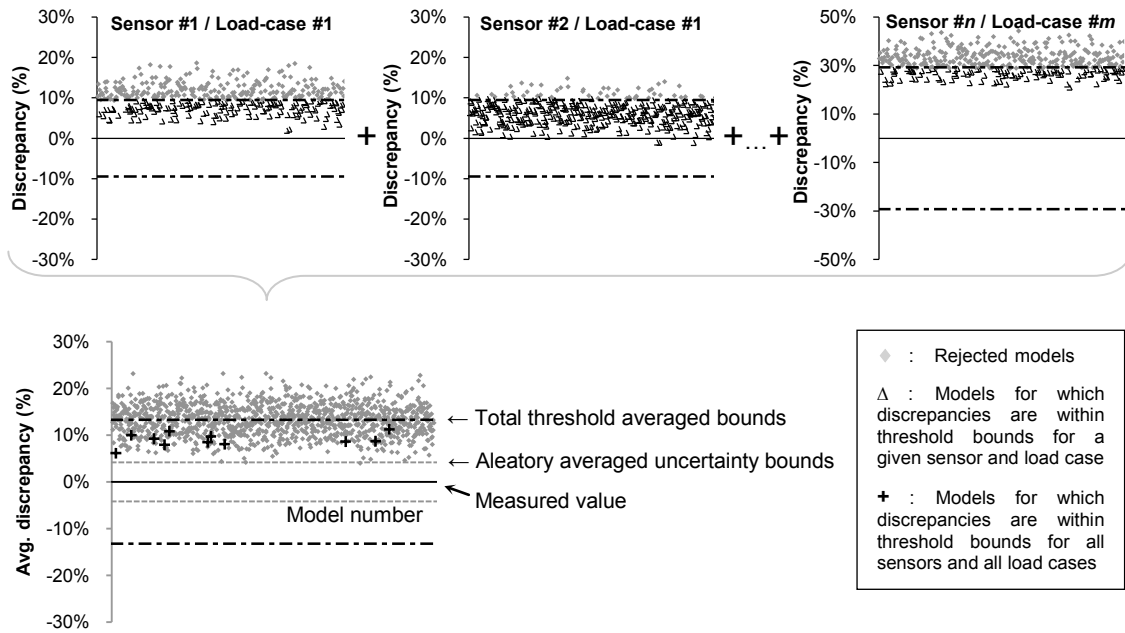 Sensor #1 / Load-case #1
Discrepancy (%)
30%
20%
10%
0%
-10%
-20%
-30%
+
Sensor #2 / Load-case #1
Discrepancy (%)
30%
20%
10%
0%
-10%
-20%
-30%
+...+
Sensor #n / Load-case #m
Discrepancy (%)
50%
30%
10%
-10%
-30%
-50%
Avg. discrepancy (%)
30%
20%
10%
0%
-10%
-20%
-30%
← Total threshold averaged bounds
← Aleatory averaged uncertainty bounds
Measured value
Model number
: Rejected models
Δ : Models for which
discrepancies are within
threshold bounds for a
given sensor and load case
+ : Models for which
discrepancies are within
threshold bounds for all
sensors and all load cases